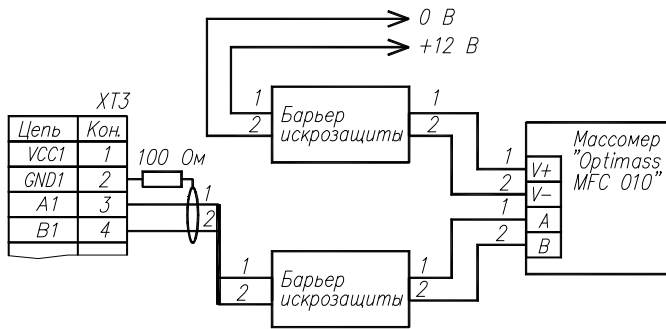 0 В
+12 В
ХТ3
Цепь Кон.
VCC1 1
GND1 2
A1 3
B1 4
100 Ом
1
2
1
2
Барьер
искрозащиты
1
2
1
2
Барьер
искрозащиты
1
2
1
2
1
2
V+
V-
A
B
Массомер
"Optimass
MFC 010"